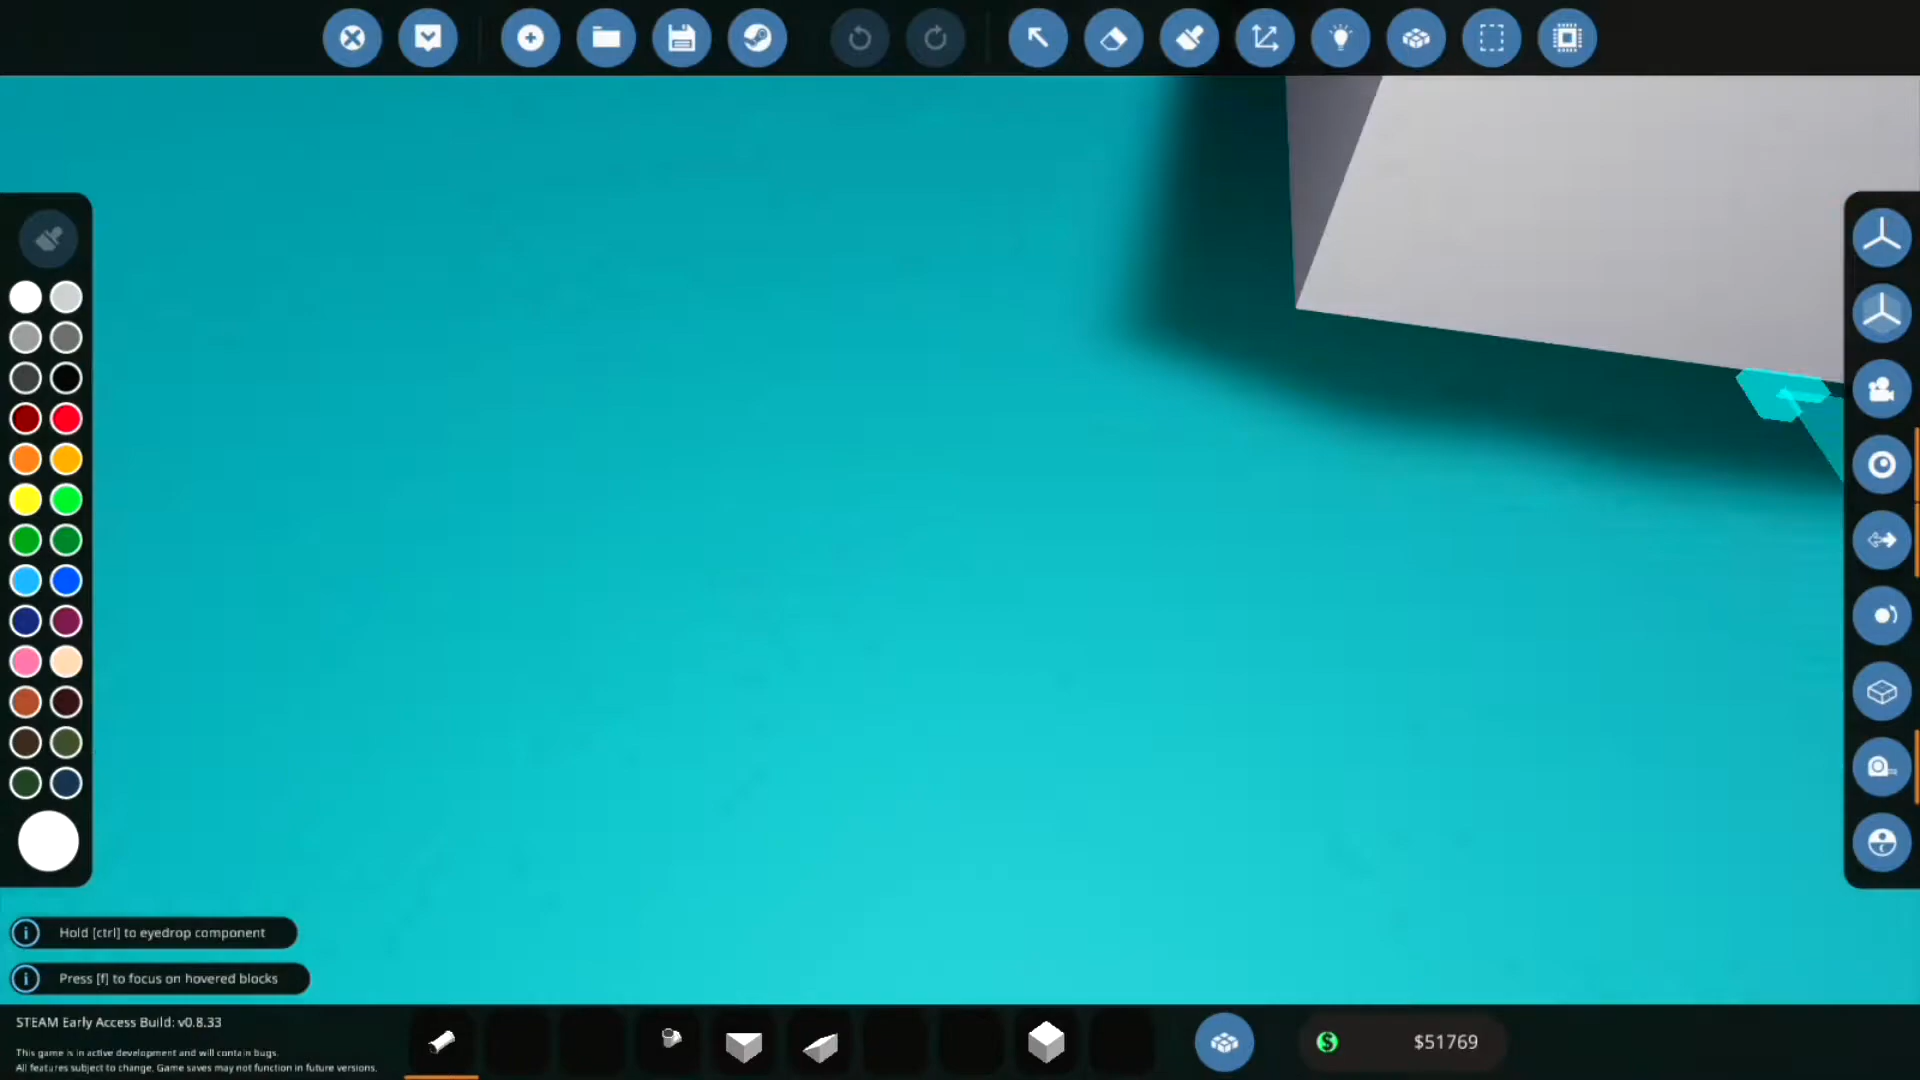 Hold [ctrl] to eyedrop component
Press [f] to focus on hovered blocks
STEAM Early Access Build: v0.8.33
This game is in active development and will contain bugs.
All features subject to change. Game saves may not function in future versions.
$51769